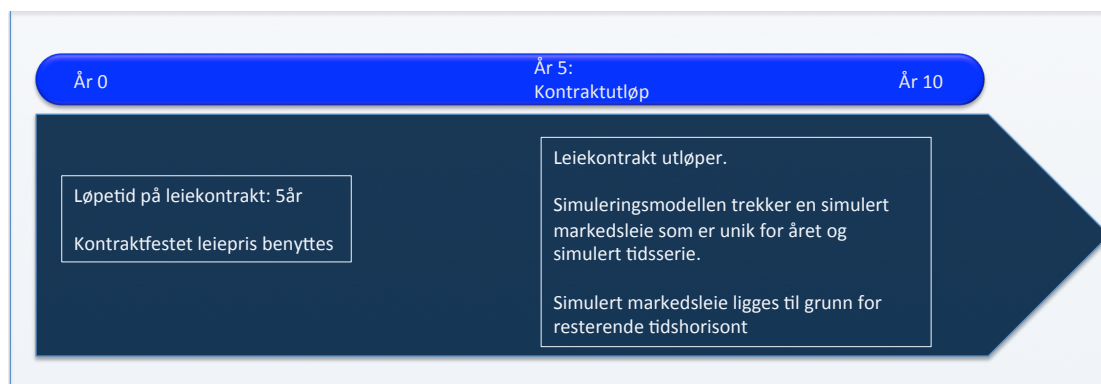 År 0
År 5:
Kontraktutløp
År 10
Løpetid på leiekontrakt: 5år
Kontraktfestet leiepris benyttes
Leiekontrakt utløper.
Simuleringsmodellen trekker en simulert
markedsleie som er unik for året og
simulert tidsserie.
Simulert markedsleie ligges til grunn for
resterende tidshorisont